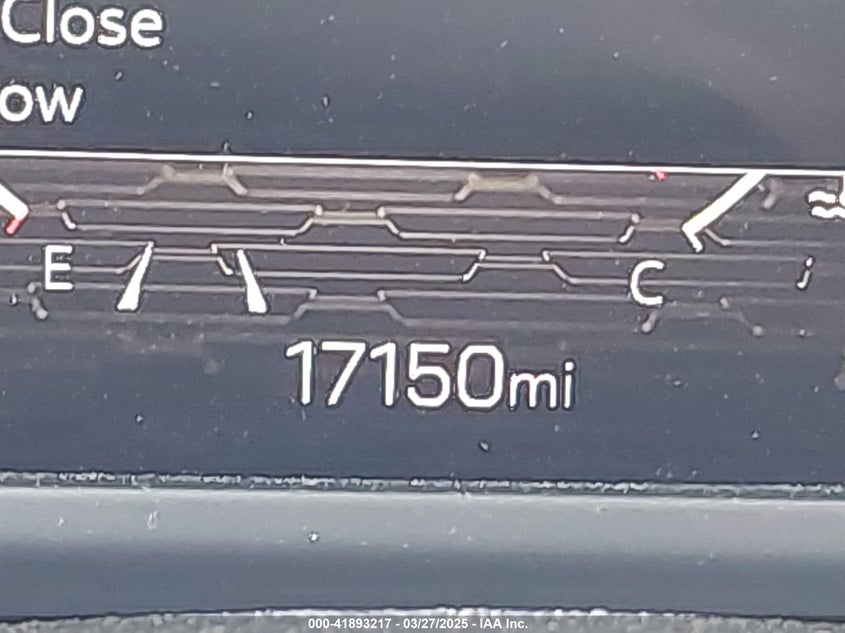 Close
ow
E
C
17150mi
000-41893217 - 03/27/2025 - IAA Inc.